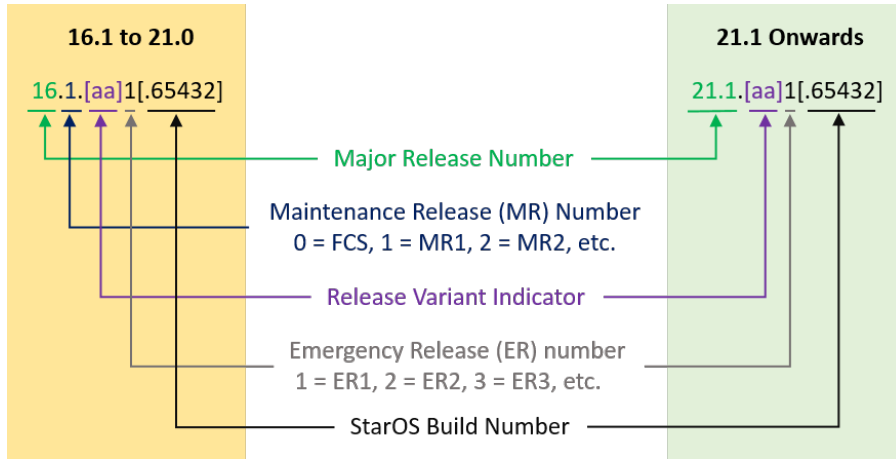 16.1 to 21.0
21.1 Onwards
16.1.[aa]1[.65432]
21.1.[aa]1[.65432]
Major Release Number
Maintenance Release (MR) Number
0 = FCS, 1 = MR1, 2 = MR2, etc.
Release Variant Indicator
Emergency Release (ER) number
1 = ER1, 2 = ER2, 3 = ER3, etc.
StarOS Build Number